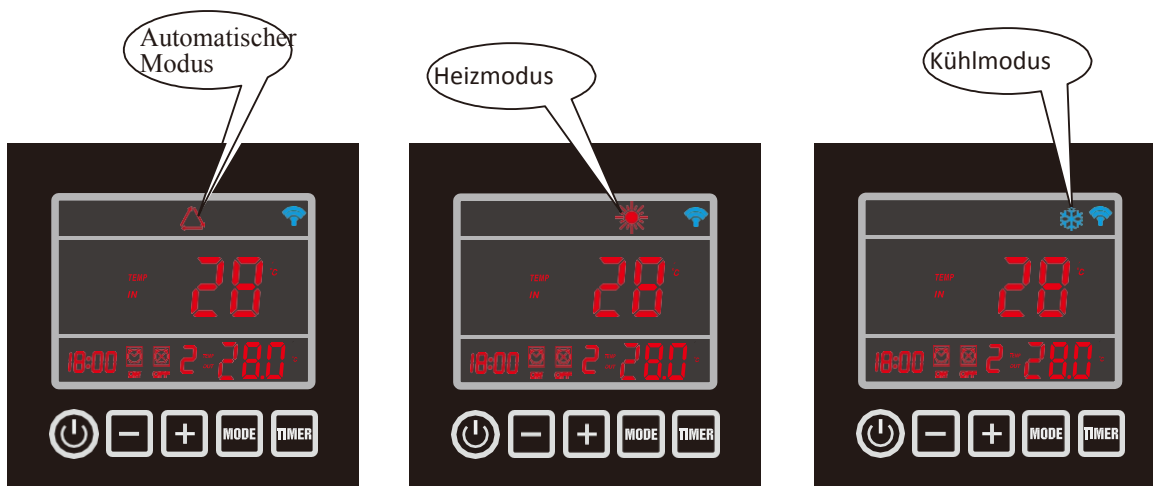 Automatischer
Modus
Heizmodus
Kühlmodus
TEMP
IN
28 °C
18:00 2 28.0
MODE TIMER
TEMP
IN
28 °C
18:00 2 28.0
MODE TIMER
TEMP
IN
28 °C
18:00 2 28.0
MODE TIMER